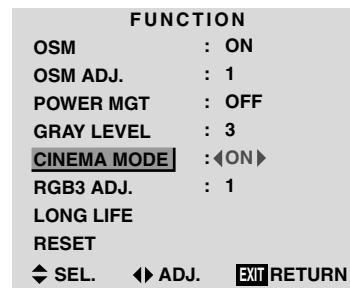 FUNCTION
OSM : ON
OSM ADJ. : 1
POWER MGT : OFF
GRAY LEVEL : 3
CINEMA MODE : ON
RGB3 ADJ. : 1
LONG LIFE
RESET
SEL. ADJ. EXIT RETURN